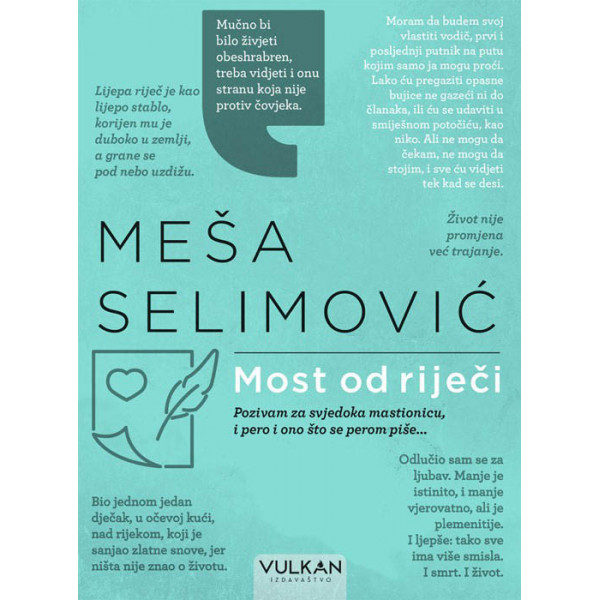 Mučno bi
bilo živjeti
obeshrabren,
treba vidjeti i onu
stranu koja nije
protiv čovjeka.
Moram da budem svoj
vlastiti vodič, prvi i
posljednji putnik na putu
kojim samo ja mogu proći.
Lako ću pregaziti opasne
bujice ne gazeći ni do
članaka, ili ću se udaviti u
smiješnom potočiću, kao
niko. Ali ne mogu da
čekam, ne mogu da
stojim, i sve ću vidjeti
tek kad se desi.
Lijepa riječ je kao
lijepo stablo,
korijen mu je
duboko u zemlji,
a grane se
pod nebo uzdižu.
Život nije
promjena
već trajanje.
MEŠA
SELIMOVIĆ
Most od riječi
Pozivam za svjedoka mastionicu,
i pero i ono što se perom piše...
Odlučio sam se za
ljubav. Manje je
istinito, i manje
vjerovatno, ali je
plemenitije.
I ljepše: tako sve
ima više smisla.
I smrt. I život.
Bio jednom jedan
dječak, u očevoj kući,
nad rijekom, koji je
sanjao zlatne snove, jer
ništa nije znao o životu.
VULKAN
IZDAVAŠTVO